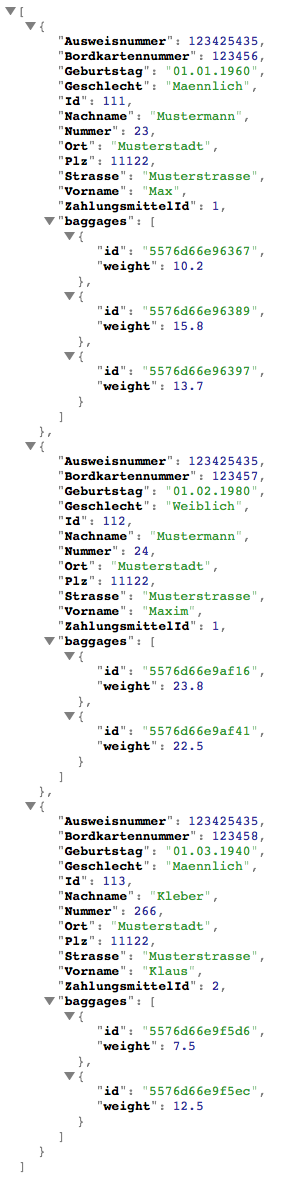 [
{
"Ausweisnummer": 123425435,
"Bordkartennummer": 123456,
"Geburtstag": "01.01.1960",
"Geschlecht": "Maennlich",
"Id": 111,
"Nachname": "Mustermann",
"Nummer": 23,
"Ort": "Musterstadt",
"Plz": 11122,
"Strasse": "Musterstrasse",
"Vorname": "Max",
"ZahlungsmittelId": 1,
"baggages": [
{
"id": "5576d66e96367",
"weight": 10.2
},
{
"id": "5576d66e96389",
"weight": 15.8
},
{
"id": "5576d66e96397",
"weight": 13.7
}
]
},
{
"Ausweisnummer": 123425435,
"Bordkartennummer": 123457,
"Geburtstag": "01.02.1980",
"Geschlecht": "Weiblich",
"Id": 112,
"Nachname": "Mustermann",
"Nummer": 24,
"Ort": "Musterstadt",
"Plz": 11122,
"Strasse": "Musterstrasse",
"Vorname": "Maxim",
"ZahlungsmittelId": 1,
"baggages": [
{
"id": "5576d66e9af16",
"weight": 23.8
},
{
"id": "5576d66e9af41",
"weight": 22.5
}
]
},
{
"Ausweisnummer": 123425435,
"Bordkartennummer": 123458,
"Geburtstag": "01.03.1940",
"Geschlecht": "Maennlich",
"Id": 113,
"Nachname": "Kleber",
"Nummer": 266,
"Ort": "Musterstadt",
"Plz": 11122,
"Strasse": "Musterstrasse",
"Vorname": "Klaus",
"ZahlungsmittelId": 2,
"baggages": [
{
"id": "5576d66e9f5d6",
"weight": 7.5
},
{
"id": "5576d66e9f5ec",
"weight": 12.5
}
]
}
]